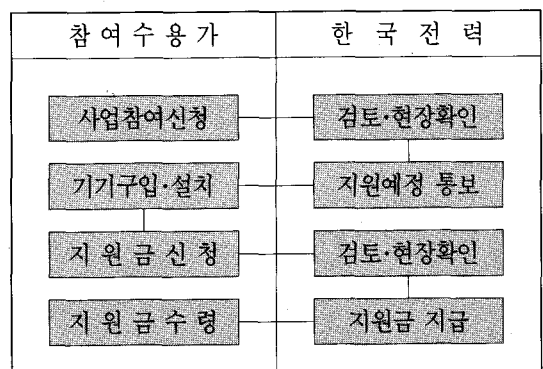 참여수용가 한국전력
사업참여신청 검토·현장확인
기기구입·설치 지원예정 통보
지원금신청 검토·현장확인
지원금수령 지원금 지급